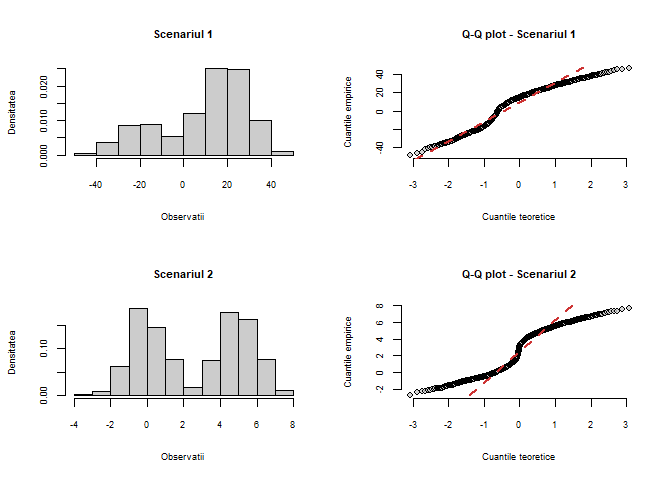 Scenariul 1
Densitatea
0.000 0.010 0.020
-40 -20 0 20 40
Observatii
Q-Q plot - Scenariul 1
Cuantile empirice
-40 0 20 40
-3 -2 -1 0 1 2 3
Cuantile teoretice
Scenariul 2
Densitatea
0.00 0.10
-4 -2 0 2 4 6 8
Observatii
Q-Q plot - Scenariul 2
Cuantile empirice
-2 0 2 4 6 8
-3 -2 -1 0 1 2 3
Cuantile teoretice